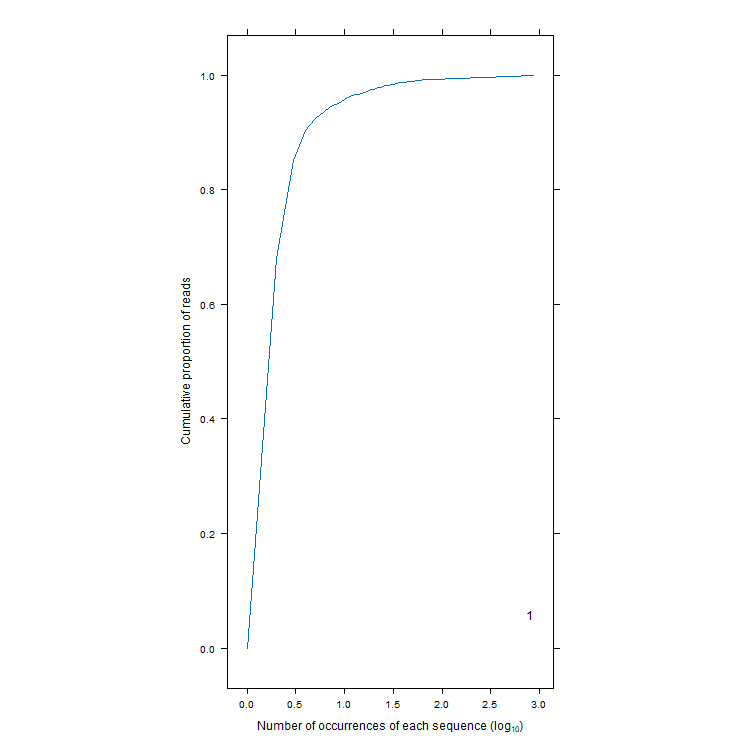 1.0
0.8
0.6
0.4
0.2
0.0
Cumulative proportion of reads
1
0.0 0.5 1.0 1.5 2.0 2.5 3.0
Number of occurrences of each sequence (log₁₀)